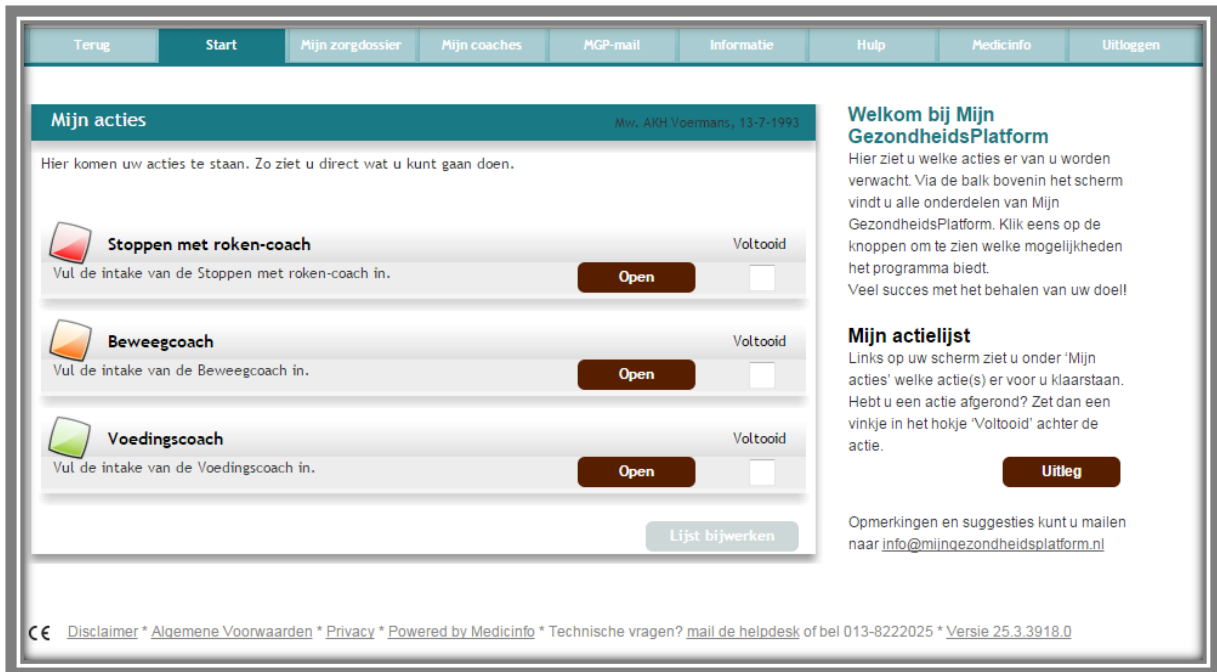 Terug Start Mijn zorgdossier Mijn coaches MGP-mail Informatie Hulp Medicinfo Uitloggen
Mijn acties Mw. AKH Voermans, 13-7-1993
Hier komen uw acties te staan. Zo ziet u direct wat u kunt gaan doen.
Stoppen met roken-coach Voltooid
Vul de intake van de Stoppen met roken-coach in. Open
Beweegcoach Voltooid
Vul de intake van de Beweegcoach in. Open
Voedingscoach Voltooid
Vul de intake van de Voedingscoach in. Open
Lijst bijwerken
Welkom bij Mijn
GezondheidsPlatform
Hier ziet u welke acties er van u worden
verwacht. Via de balk bovenin het scherm
vindt u alle onderdelen van Mijn
GezondheidsPlatform. Klik eens op de
knoppen om te zien welke mogelijkheden
het programma biedt.
Veel succes met het behalen van uw doel!
Mijn actielijst
Links op uw scherm ziet u onder ‘Mijn
acties’ welke actie(s) er voor u klaarstaan.
Hebt u een actie afgerond? Zet dan een
vinkje in het hokje ‘Voltooid’ achter de
actie.
Uitleg
Opmerkingen en suggesties kunt u mailen
naar info@mijngezondheidsplatform.nl
CE Disclaimer * Algemene Voorwaarden * Privacy * Powered by Medicinfo * Technische vragen? mail de helpdesk of bel 013-8222025 * Versie 25.3.3918.0